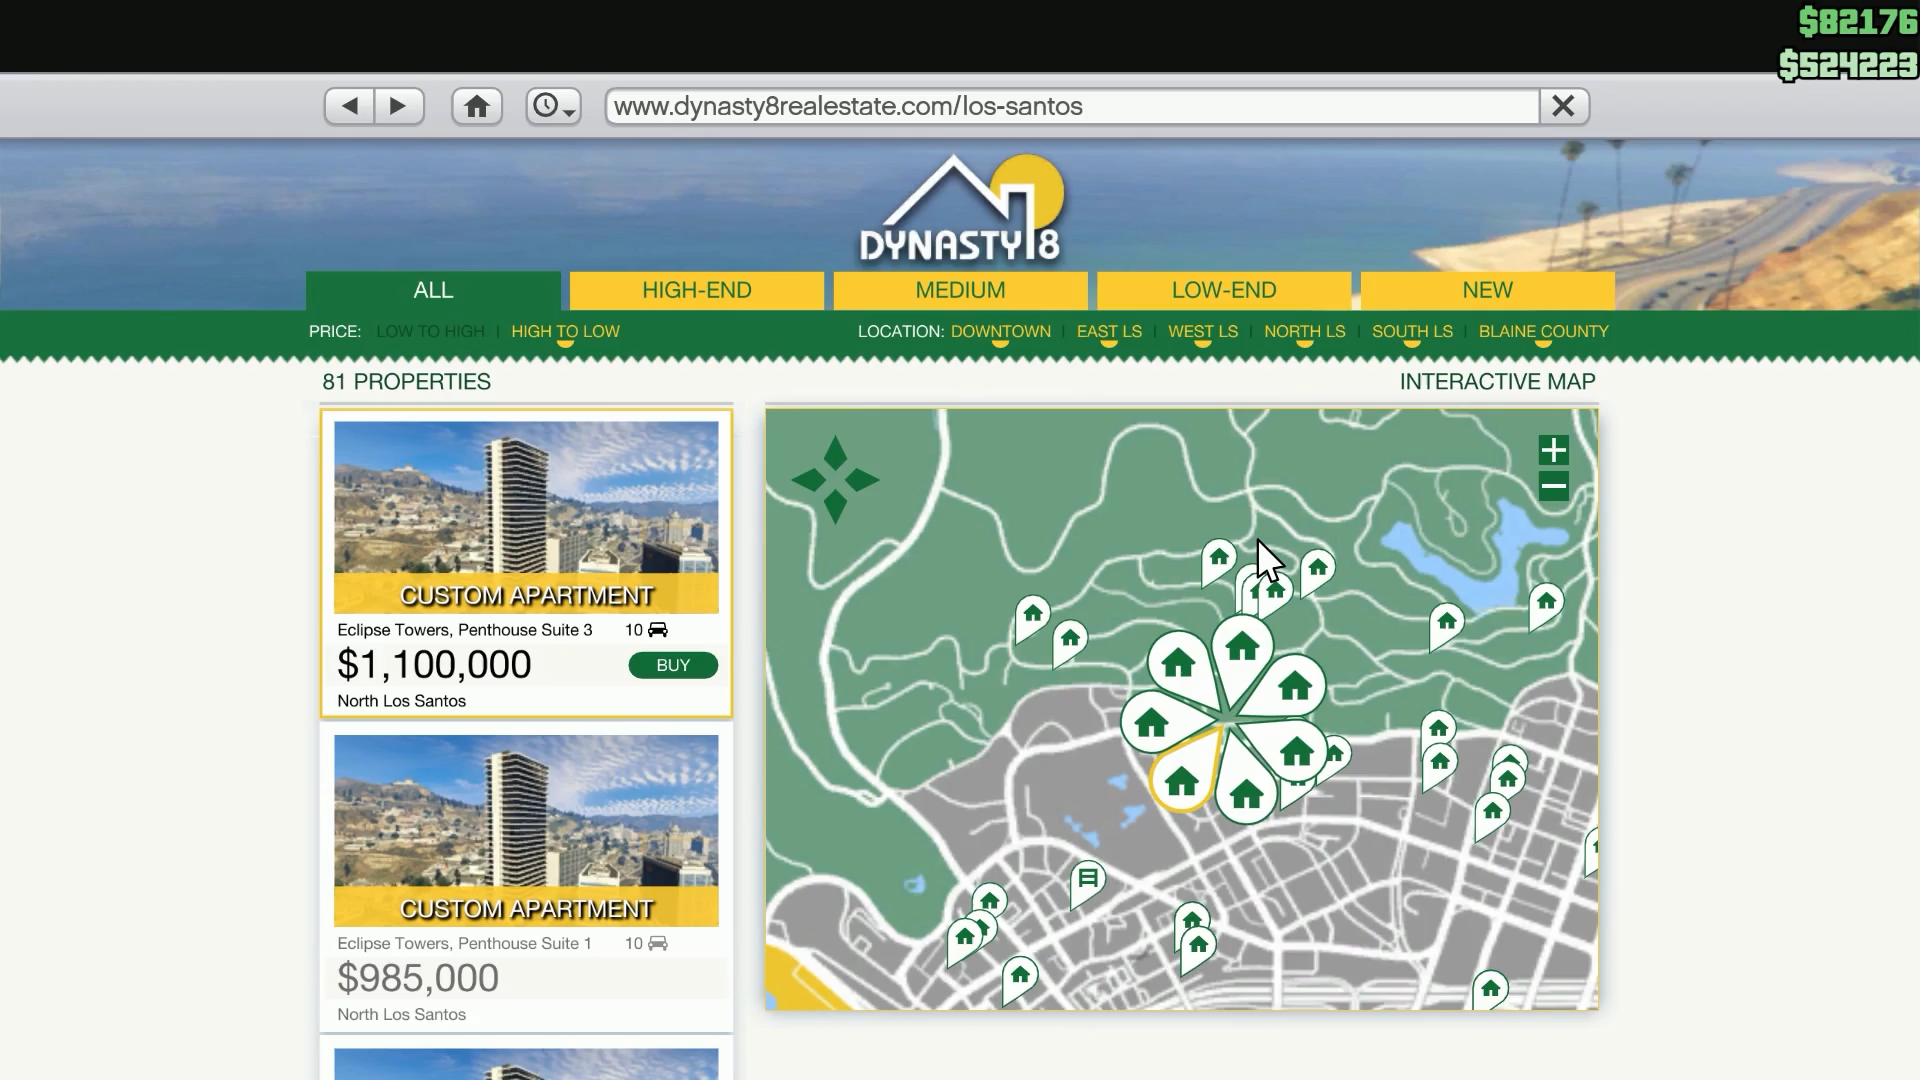 $82176
$524223
www.dynasty8realestate.com/los-santos
DYNASTY 8
ALL
HIGH-END
MEDIUM
LOW-END
NEW
PRICE: LOW TO HIGH | HIGH TO LOW
LOCATION: DOWNTOWN | EAST LS | WEST LS | NORTH LS | SOUTH LS | BLAINE COUNTY
81 PROPERTIES
INTERACTIVE MAP
CUSTOM APARTMENT
Eclipse Towers, Penthouse Suite 3 10
$1,100,000
BUY
North Los Santos
CUSTOM APARTMENT
Eclipse Towers, Penthouse Suite 1 10
$985,000
North Los Santos